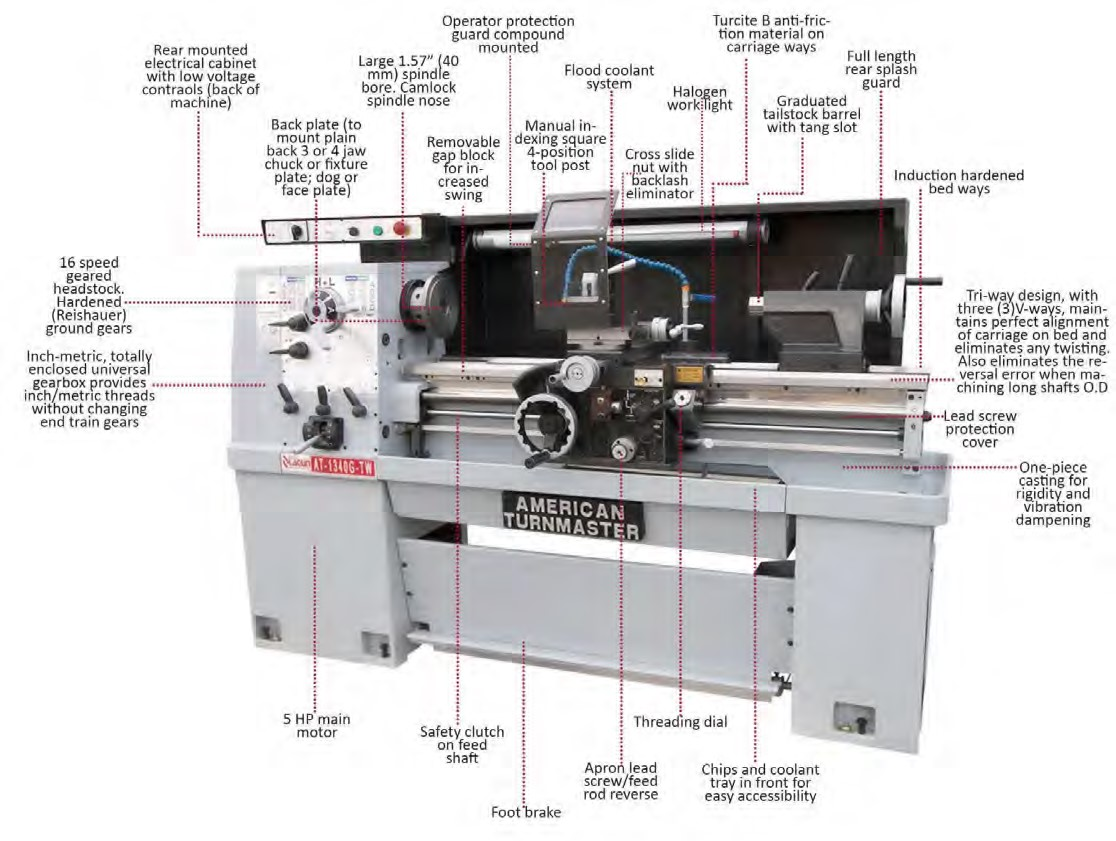 Operator protection
guard compound
mounted
Turcite B anti-fric-
tion material on
carriage ways
Rear mounted
electrical cabinet
with low voltage
contraols (back of
machine)
Large 1.57” (40
mm) spindle
bore. Camlock
spindle nose
Flood coolant
system
Full length
rear splash
guard
Halogen
work light
Graduated
tailstock barrel
with tang slot
Back plate (to
mount plain
back 3 or 4 jaw
chuck or fixture
plate; dog or
face plate)
Removable
gap block
for in-
creased
swing
Manual in-
dexing square
4-position
tool post
Cross slide
nut with
backlash
eliminator
Induction hardened
bed ways
16 speed
geared
headstock.
Hardened
(Reishauer)
ground gears
H L
A
Tri-way design, with
three (3)V-ways, main-
tains perfect alignment
of carriage on bed and
eliminates any twisting.
Also eliminates the re-
versal error when ma-
chining long shafts O.D
Inch-metric, totally
enclosed universal
gearbox provides
inch/metric threads
without changing
end train gears
Lead screw
protection
cover
AT-1340G-TW
One-piece
casting for
rigidity and
vibration
dampening
AMERICAN
TURNMASTER
5 HP main
motor
Safety clutch
on feed
shaft
Threading dial
Apron lead
screw/feed
rod reverse
Chips and coolant
tray in front for
easy accessibility
Foot brake